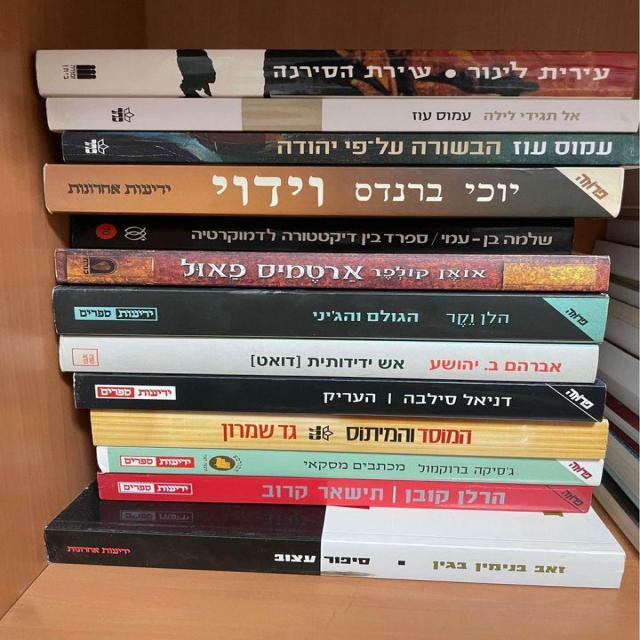 עירית לינור • שירת הסירנה
אל תגידי לילה עמוס עוז
עמוס עוז הבשורה על-פי יהודה
יוכי ברנדס וידוי ידיעות אחרונות
שלמה בן-עמי / ספרד בין דיקטטורה לדמוקרטיה
אואן קולפר ארטמיס פאול
הלן וֶקֶר הגולם והג'יני ידיעות ספרים
אברהם ב. יהושע אש ידידותית [דואט]
דניאל סילבה | העריק ידיעות ספרים
המוסד והמיתוס גד שמרון
ג'סיקה ברוקמול מכתבים מסקאי ידיעות ספרים
הרלן קובן | תישאר קרוב ידיעות ספרים
זאב בנימין בגין ▪ סיפור עצוב ידיעות אחרונות